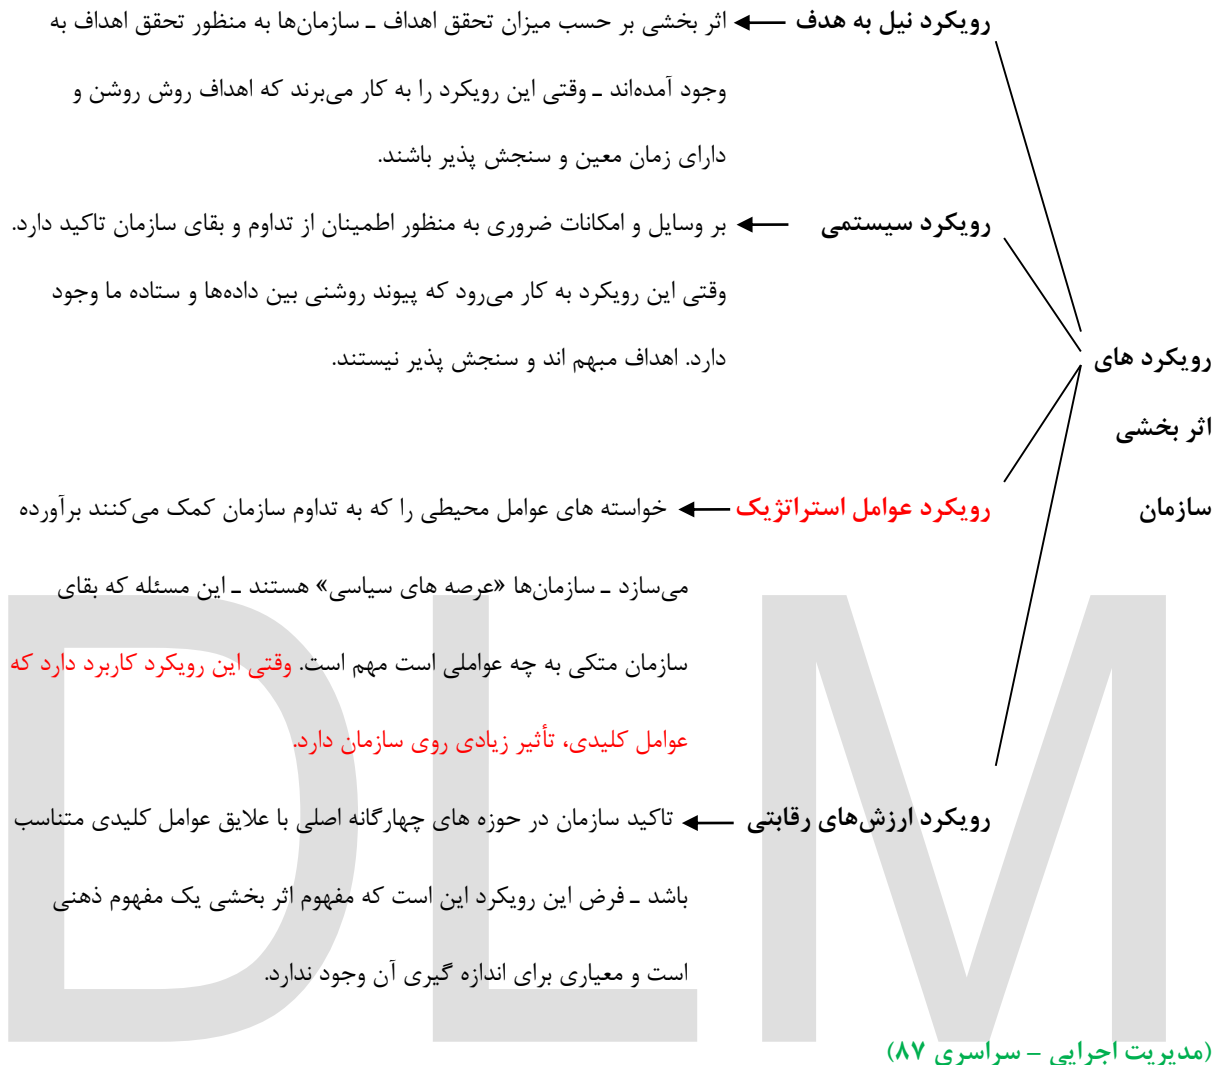 رویکرد نیل به هدف اثر بخشی بر حسب میزان تحقق اهداف ـ سازمان‌ها به منظور تحقق اهداف به
وجود آمده‌اند ـ وقتی این رویکرد را به کار می‌برند که اهداف روش روشن و
دارای زمان معین و سنجش پذیر باشند.
رویکرد سیستمی بر وسایل و امکانات ضروری به منظور اطمینان از تداوم و بقای سازمان تاکید دارد.
وقتی این رویکرد به کار می‌رود که پیوند روشنی بین داده‌ها و ستاده ما وجود
رویکرد های
دارد. اهداف مبهم اند و سنجش پذیر نیستند.
اثر بخشی
سازمان
رویکرد عوامل استراتژیک خواسته های عوامل محیطی را که به تداوم سازمان کمک می‌کنند برآورده
می‌سازد ـ سازمان‌ها «عرصه های سیاسی» هستند ـ این مسئله که بقای
سازمان متکی به چه عواملی است مهم است. وقتی این رویکرد کاربرد دارد که
عوامل کلیدی، تأثیر زیادی روی سازمان دارد.
رویکرد ارزش‌های رقابتی تاکید سازمان در حوزه های چهارگانه اصلی با علایق عوامل کلیدی متناسب
باشد ـ فرض این رویکرد این است که مفهوم اثر بخشی یک مفهوم ذهنی
است و معیاری برای اندازه گیری آن وجود ندارد.
(مدیریت اجرایی – سراسری ۸۷)
DLM